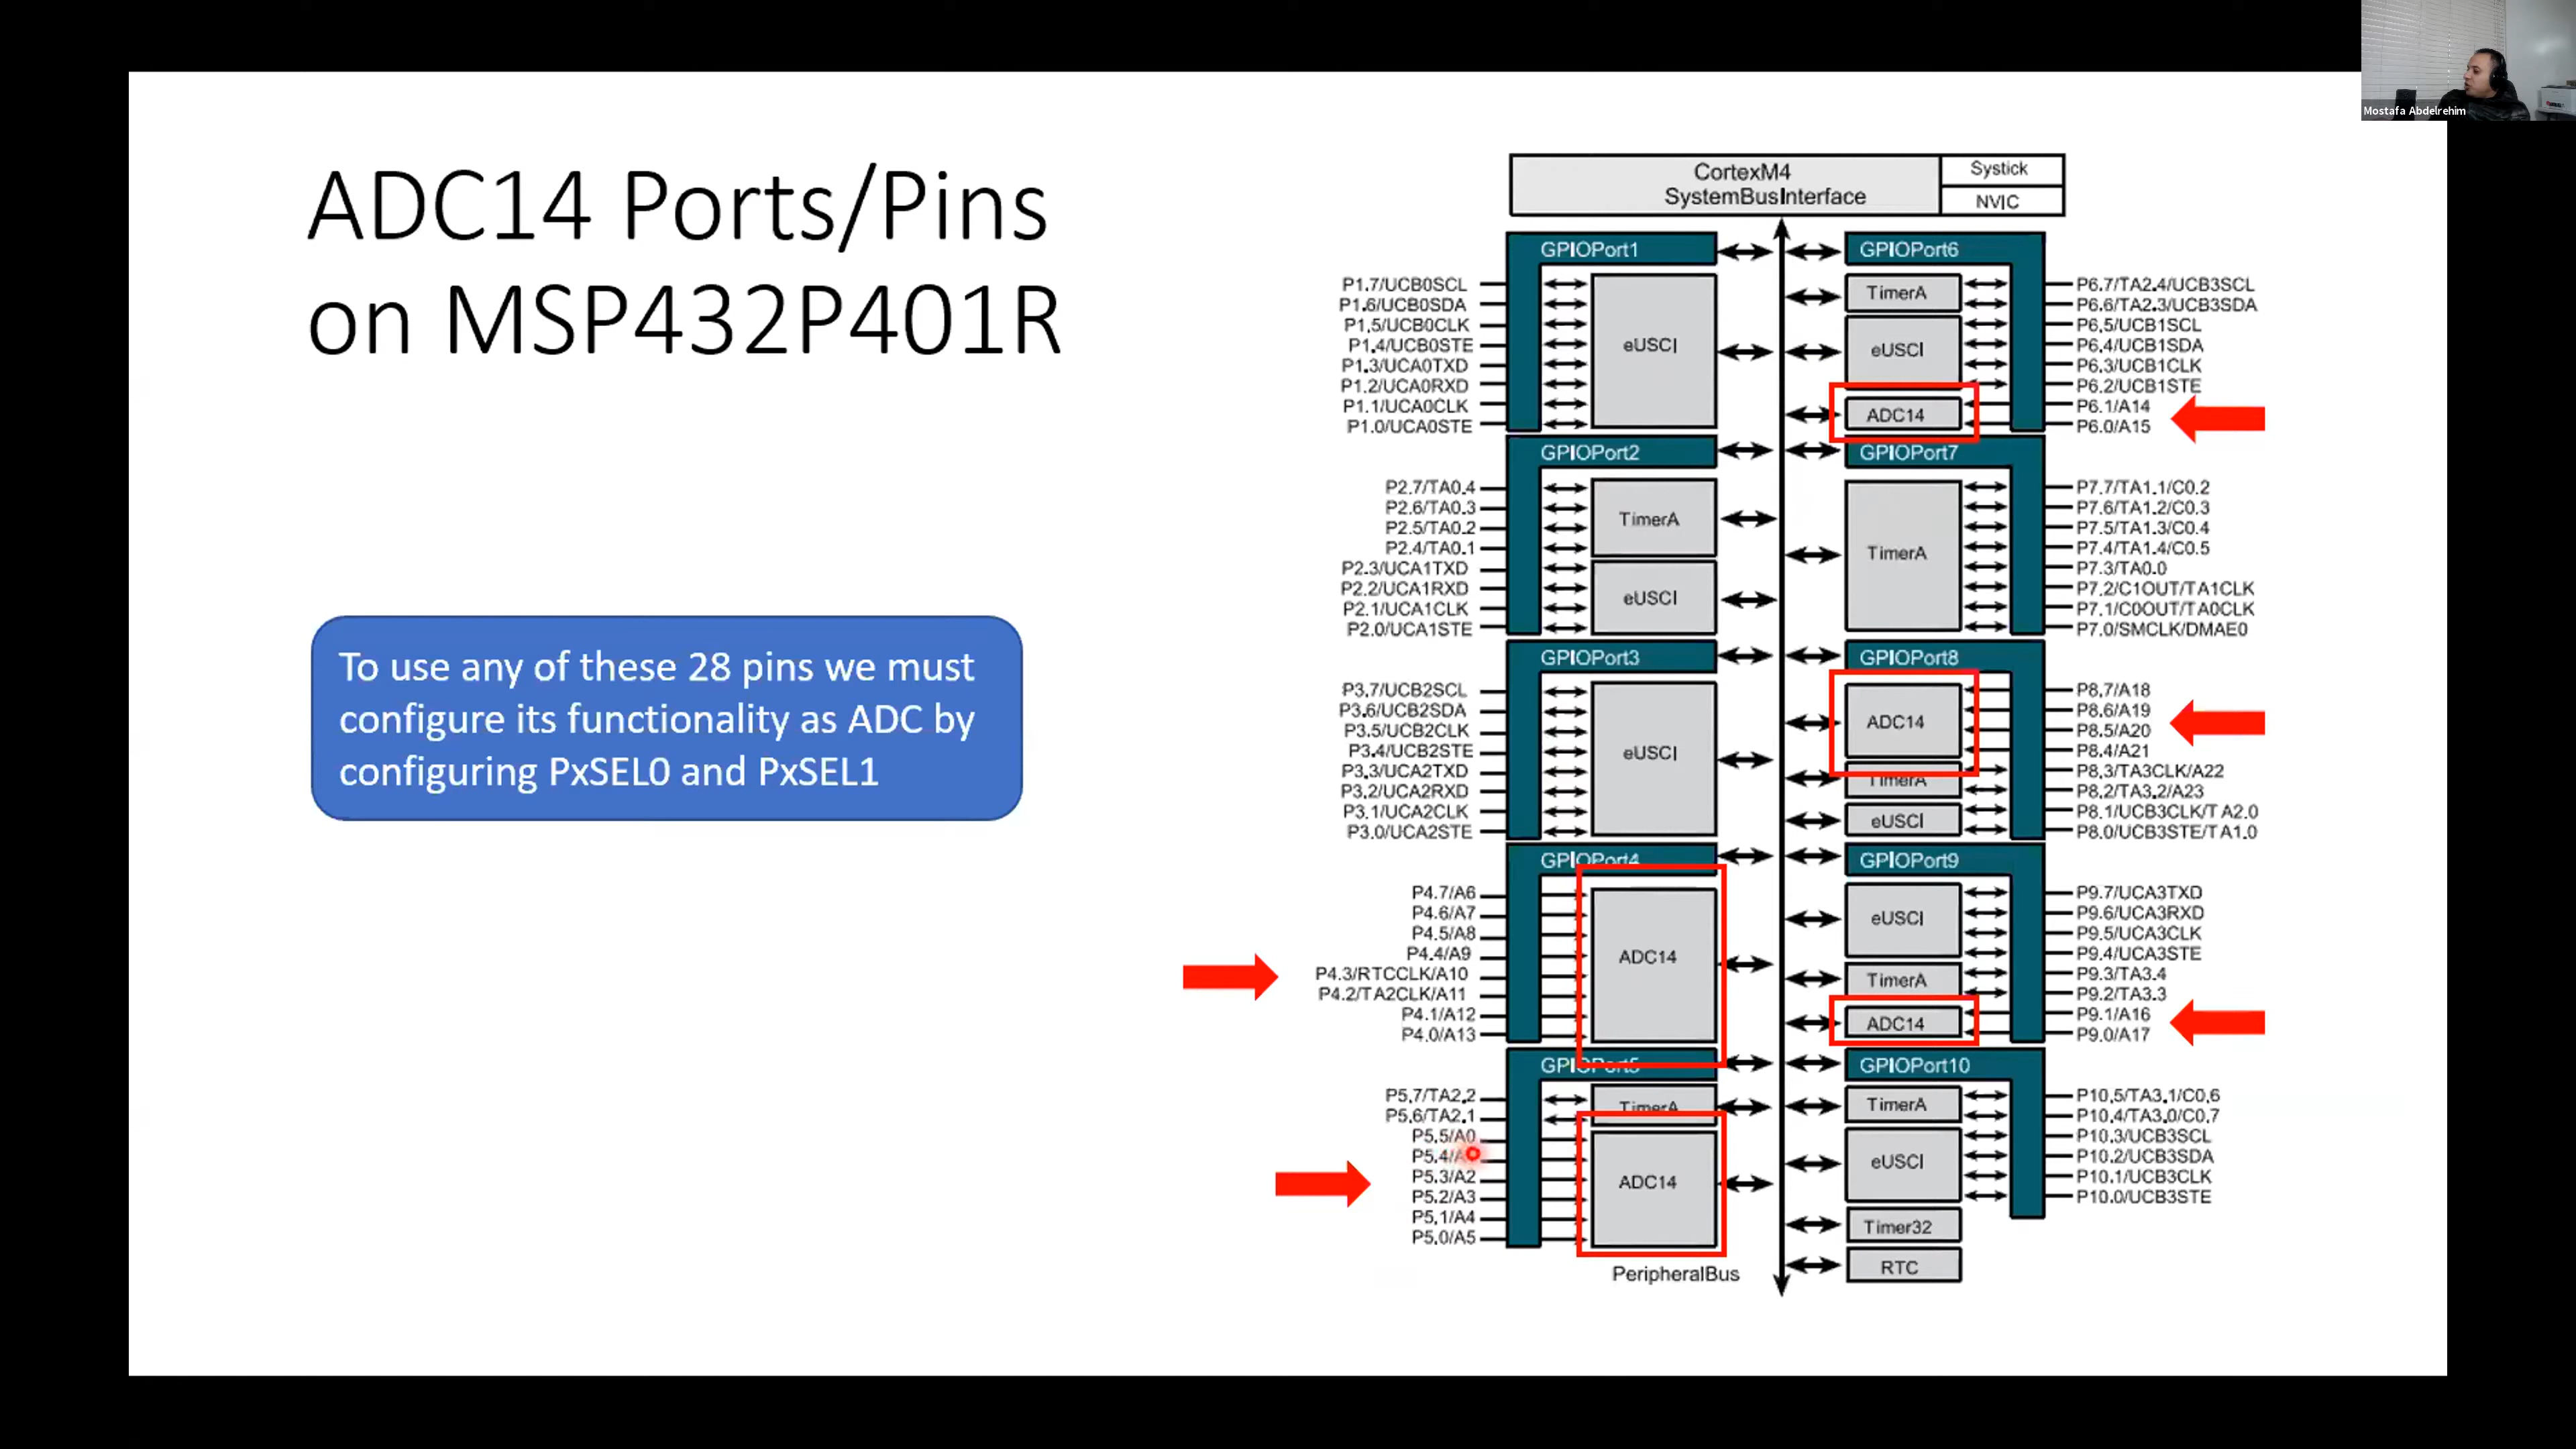 Mostafa Abdelrehim
ADC14 Ports/Pins
on MSP432P401R
To use any of these 28 pins we must
configure its functionality as ADC by
configuring PxSEL0 and PxSEL1
CortexM4
SystemBusInterface
Systick
NVIC
GPIOPort1
P1.7/UCB0SCL
P1.6/UCB0SDA
P1.5/UCB0CLK
P1.4/UCB0STE
P1.3/UCA0TXD
P1.2/UCA0RXD
P1.1/UCA0CLK
P1.0/UCA0STE
eUSCI
GPIOPort2
P2.7/TA0.4
P2.6/TA0.3
P2.5/TA0.2
P2.4/TA0.1
P2.3/UCA1TXD
P2.2/UCA1RXD
P2.1/UCA1CLK
P2.0/UCA1STE
TimerA
eUSCI
GPIOPort3
P3.7/UCB2SCL
P3.6/UCB2SDA
P3.5/UCB2CLK
P3.4/UCB2STE
P3.3/UCA2TXD
P3.2/UCA2RXD
P3.1/UCA2CLK
P3.0/UCA2STE
eUSCI
GPIOPort4
P4.7/A6
P4.6/A7
P4.5/A8
P4.4/A9
P4.3/RTCCLK/A10
P4.2/TA2CLK/A11
P4.1/A12
P4.0/A13
ADC14
GPIOPort5
P5.7/TA2.2
P5.6/TA2.1
P5.5/A0
P5.4/A
P5.3/A2
P5.2/A3
P5.1/A4
P5.0/A5
TimerA
ADC14
PeripheralBus
GPIOPort6
TimerA
eUSCI
ADC14
P6.7/TA2.4/UCB3SCL
P6.6/TA2.3/UCB3SDA
P6.5/UCB1SCL
P6.4/UCB1SDA
P6.3/UCB1CLK
P6.2/UCB1STE
P6.1/A14
P6.0/A15
GPIOPort7
TimerA
P7.7/TA1.1/C0.2
P7.6/TA1.2/C0.3
P7.5/TA1.3/C0.4
P7.4/TA1.4/C0.5
P7.3/TA0.0
P7.2/C1OUT/TA1CLK
P7.1/C0OUT/TA0CLK
P7.0/SMCLK/DMAE0
GPIOPort8
ADC14
TimerA
eUSCI
P8.7/A18
P8.6/A19
P8.5/A20
P8.4/A21
P8.3/TA3CLK/A22
P8.2/TA3.2/A23
P8.1/UCB3CLK/TA2.0
P8.0/UCB3STE/TA1.0
GPIOPort9
eUSCI
TimerA
ADC14
P9.7/UCA3TXD
P9.6/UCA3RXD
P9.5/UCA3CLK
P9.4/UCA3STE
P9.3/TA3.4
P9.2/TA3.3
P9.1/A16
P9.0/A17
GPIOPort10
TimerA
eUSCI
Timer32
RTC
P10.5/TA3.1/C0.6
P10.4/TA3.0/C0.7
P10.3/UCB3SCL
P10.2/UCB3SDA
P10.1/UCB3CLK
P10.0/UCB3STE